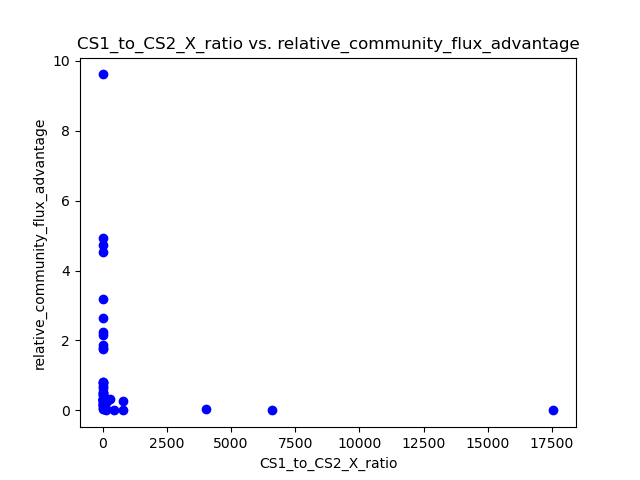 CS1_to_CS2_X_ratio vs. relative_community_flux_advantage
10
8
6
4
2
0
relative_community_flux_advantage
0 2500 5000 7500 10000 12500 15000 17500
CS1_to_CS2_X_ratio